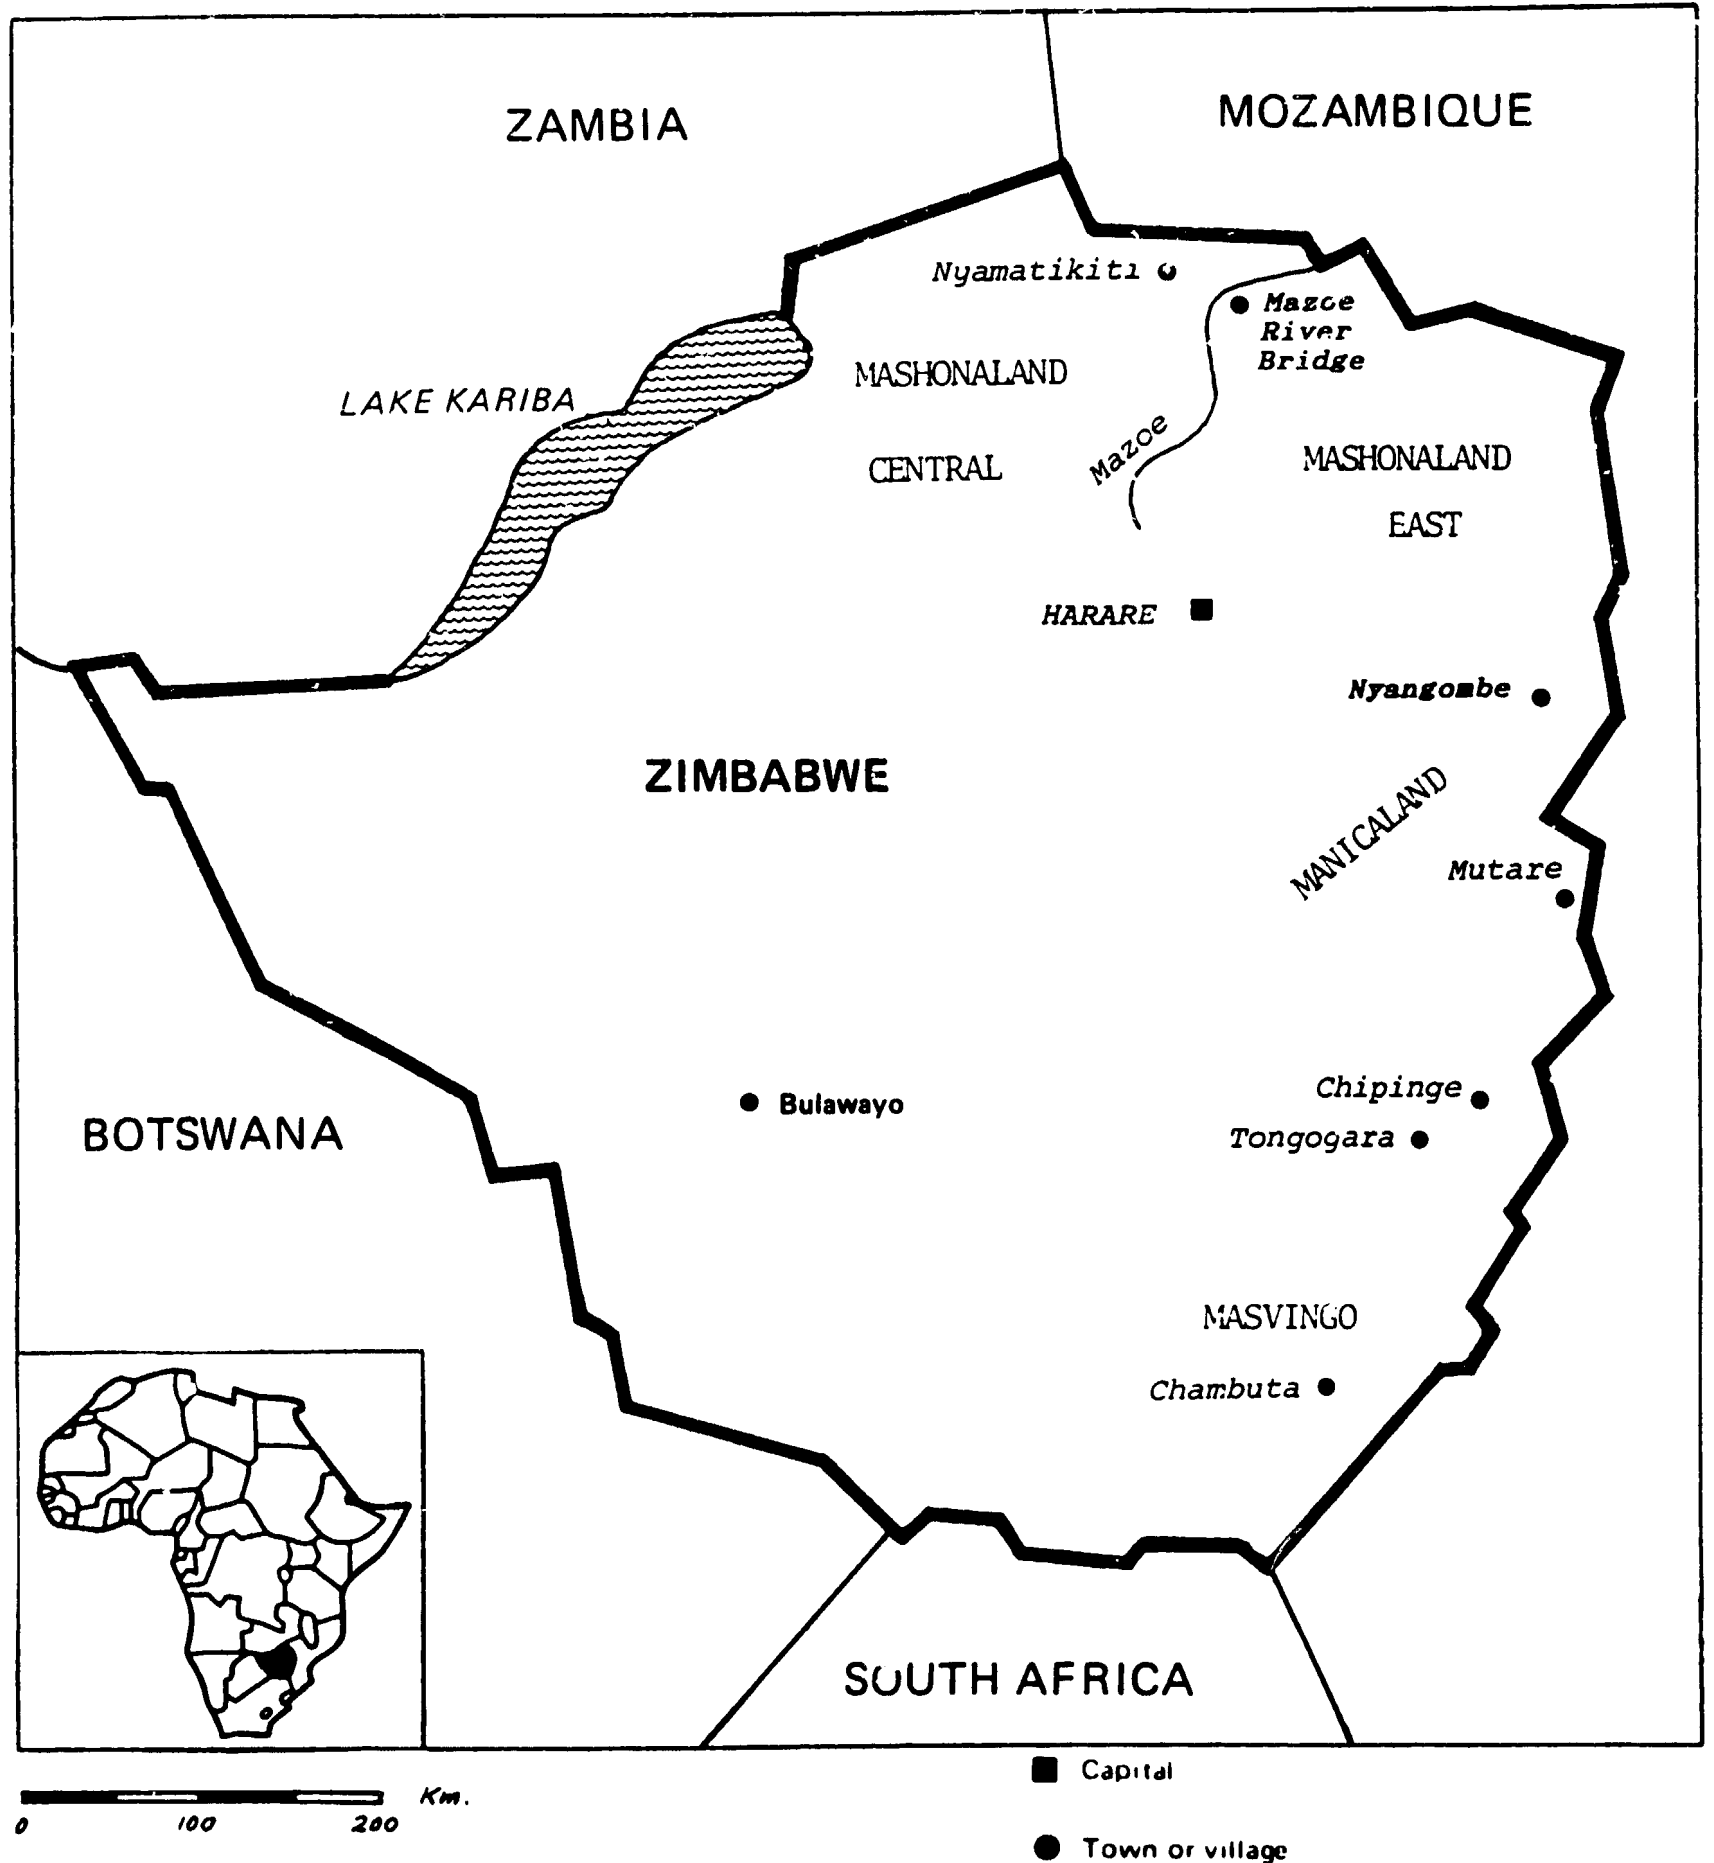 ZAMBIA
MOZAMBIQUE
Nyamatikiti
Mazoe
River
Bridge
MASHONALAND
CENTRAL
LAKE KARIBA
Mazoe
MASHONALAND
EAST
HARARE
Nyangombe
ZIMBABWE
MANICALAND
Mutare
Chipinge
Tongogara
Bulawayo
BOTSWANA
MASVINGO
Chambuta
SOUTH AFRICA
Capital
Km.
0 100 200
Town or village